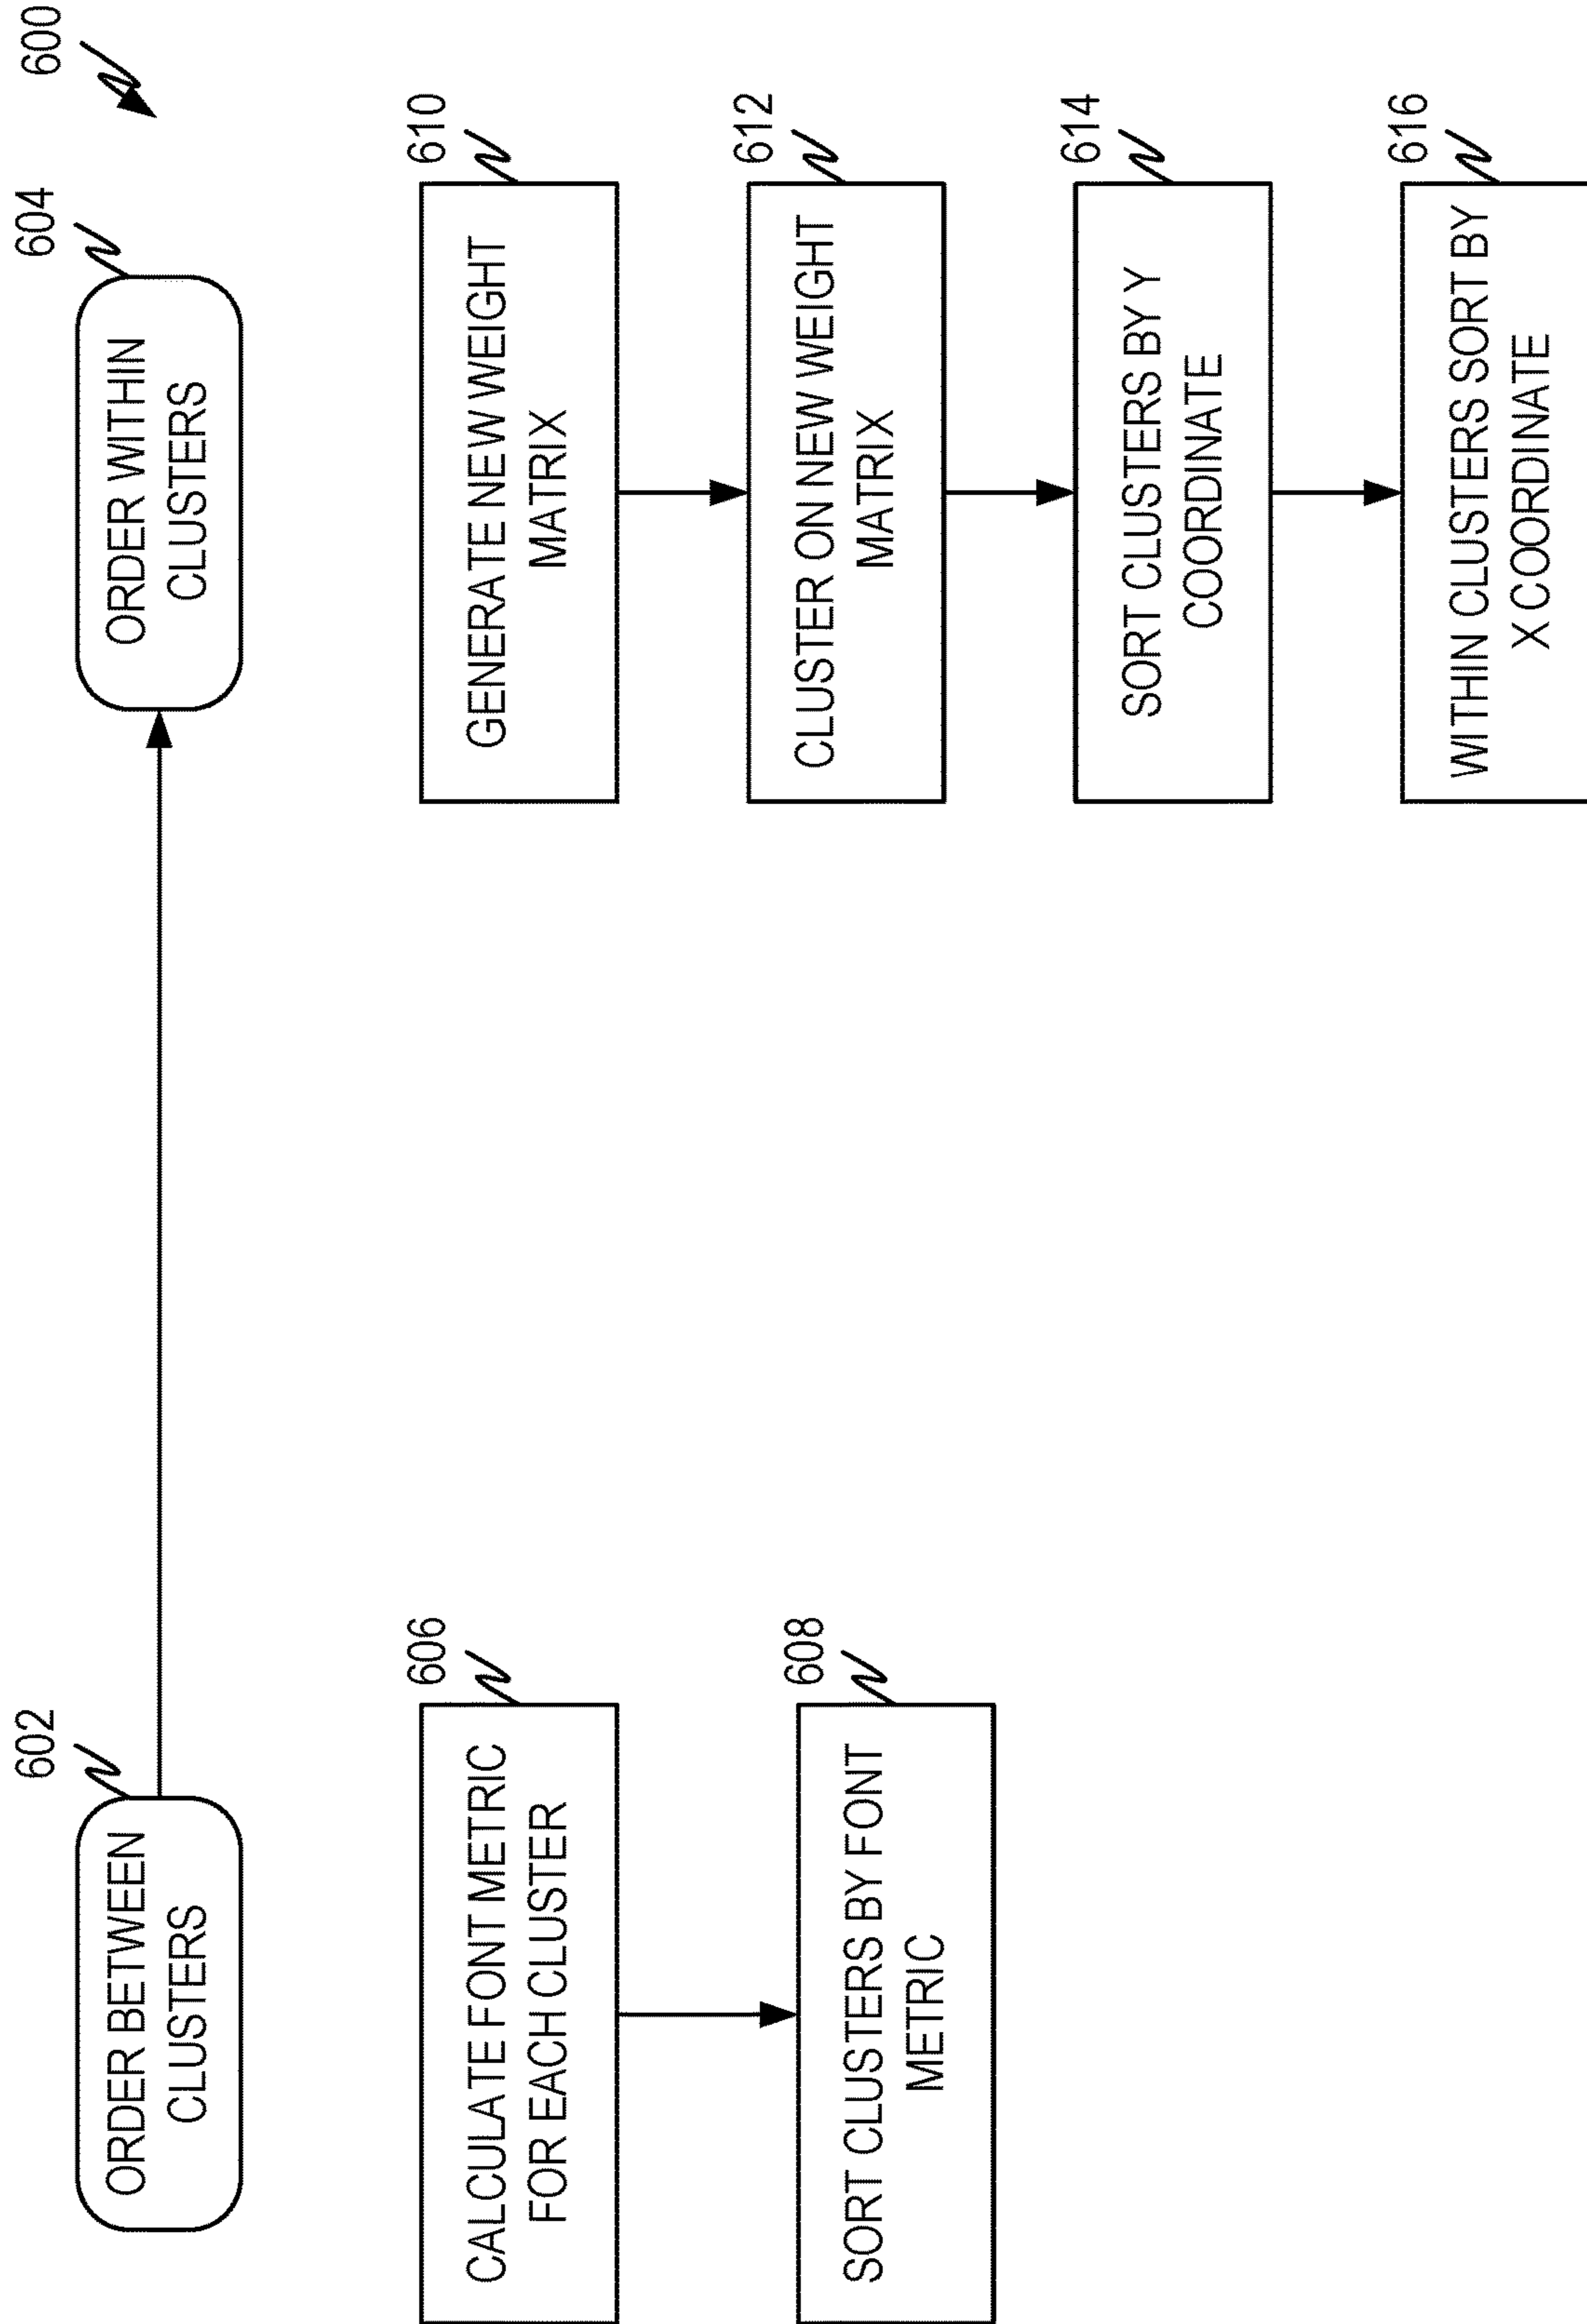 600
602
ORDER BETWEEN
CLUSTERS
604
ORDER WITHIN
CLUSTERS
606
CALCULATE FONT METRIC
FOR EACH CLUSTER
608
SORT CLUSTERS BY FONT
METRIC
610
GENERATE NEW WEIGHT
MATRIX
612
CLUSTER ON NEW WEIGHT
MATRIX
614
SORT CLUSTERS BY Y
COORDINATE
616
WITHIN CLUSTERS SORT BY
X COORDINATE